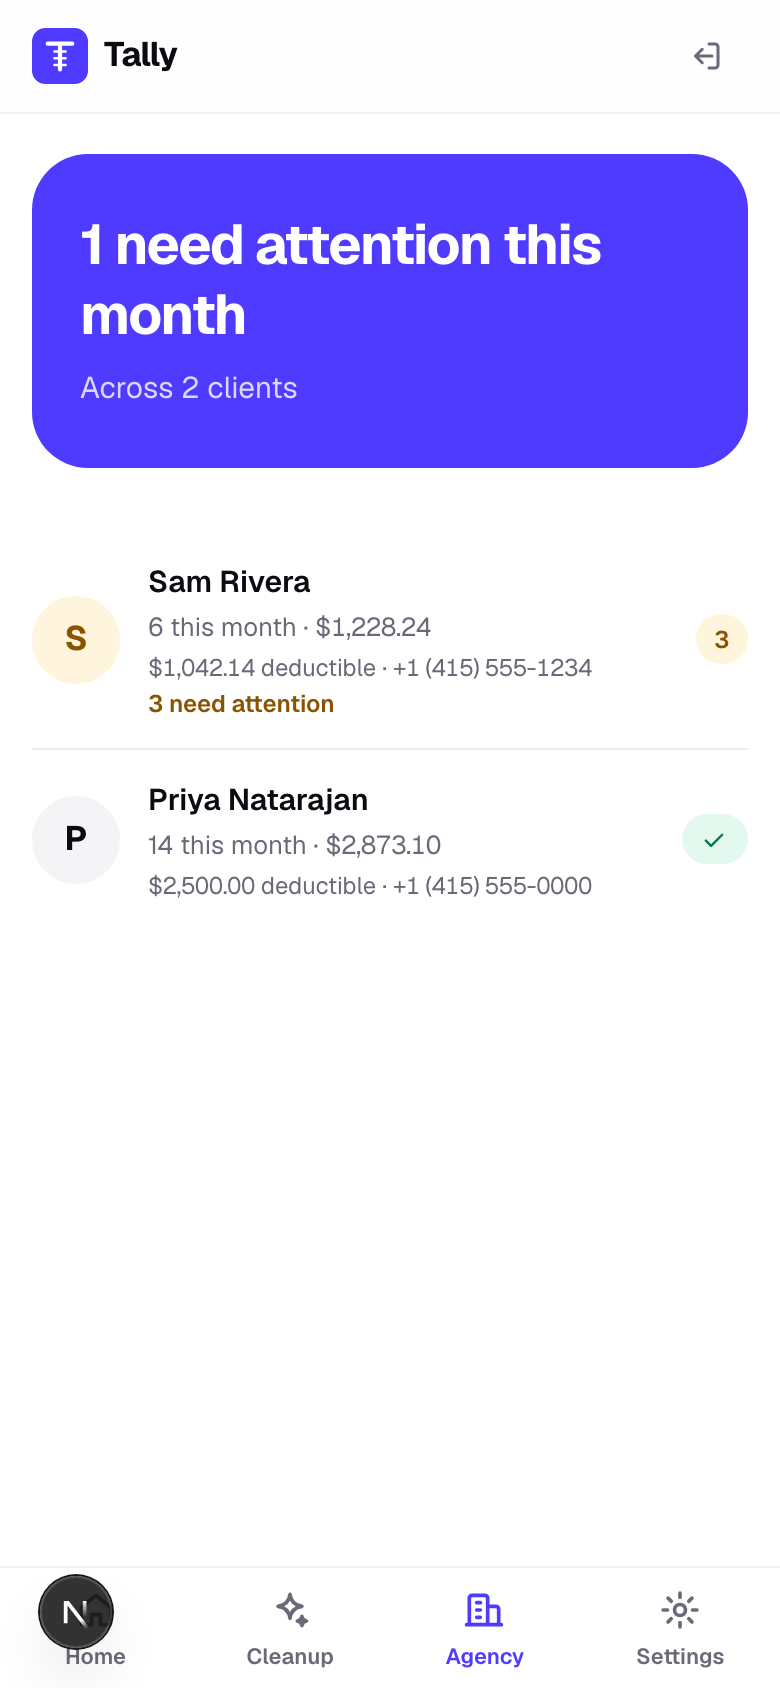 Tally
1 need attention this
month
Across 2 clients
S
Sam Rivera
6 this month · $1,228.24
$1,042.14 deductible · +1 (415) 555-1234
3 need attention
3
P
Priya Natarajan
14 this month · $2,873.10
$2,500.00 deductible · +1 (415) 555-0000
N
Home
Cleanup
Agency
Settings